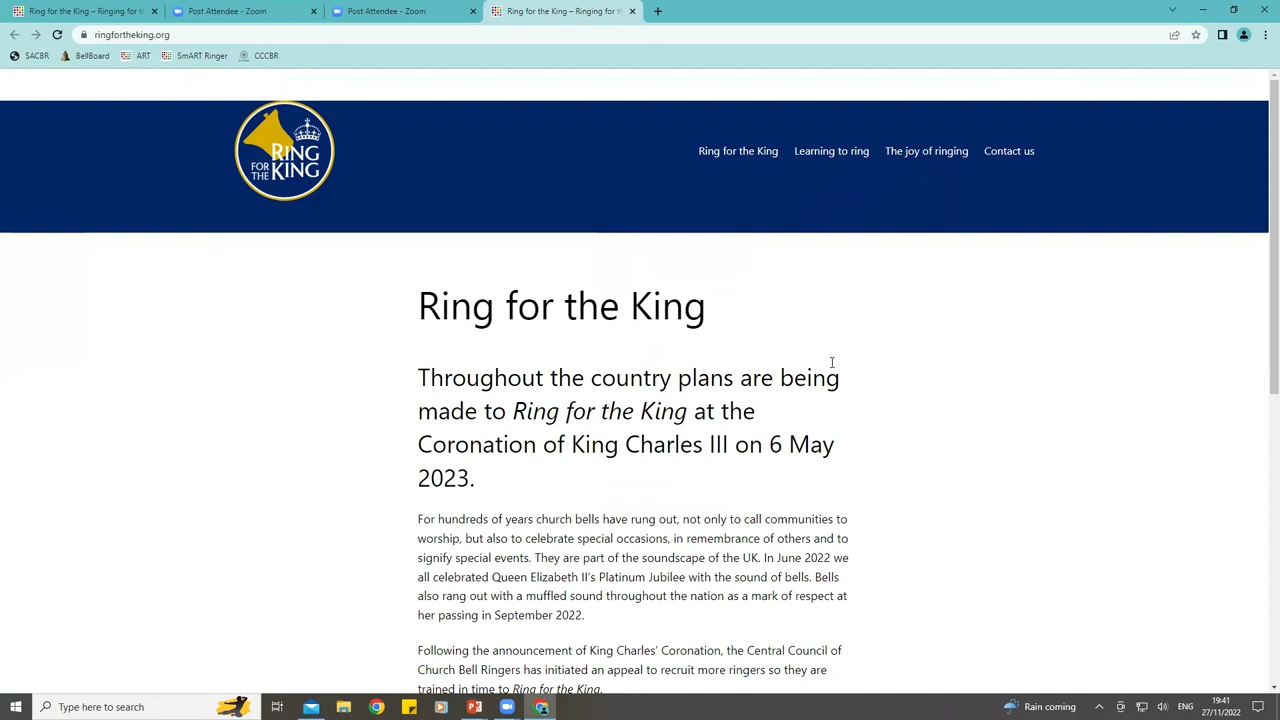 Ring for the King – Ringing for th
Post Attendee - Zoom
Post Attendee - Zoom
Ring for the King – Ringing for the
ringfortheking.org
SACBR
BellBoard
ART
SmART Ringer
CCCBR
RING
FOR
THE KING
Ring for the King
Learning to ring
The joy of ringing
Contact us
Ring for the King
Throughout the country plans are being
made to Ring for the King at the
Coronation of King Charles III on 6 May
2023.
For hundreds of years church bells have rung out, not only to call communities to
worship, but also to celebrate special occasions, in remembrance of others and to
signify special events. They are part of the soundscape of the UK. In June 2022 we
all celebrated Queen Elizabeth II's Platinum Jubilee with the sound of bells. Bells
also rang out with a muffled sound throughout the nation as a mark of respect at
her passing in September 2022.
Following the announcement of King Charles' Coronation, the Central Council of
Church Bell Ringers has initiated an appeal to recruit more ringers so they are
trained in time to Ring for the King.
Type here to search
Rain coming
ENG
19:41
27/11/2022